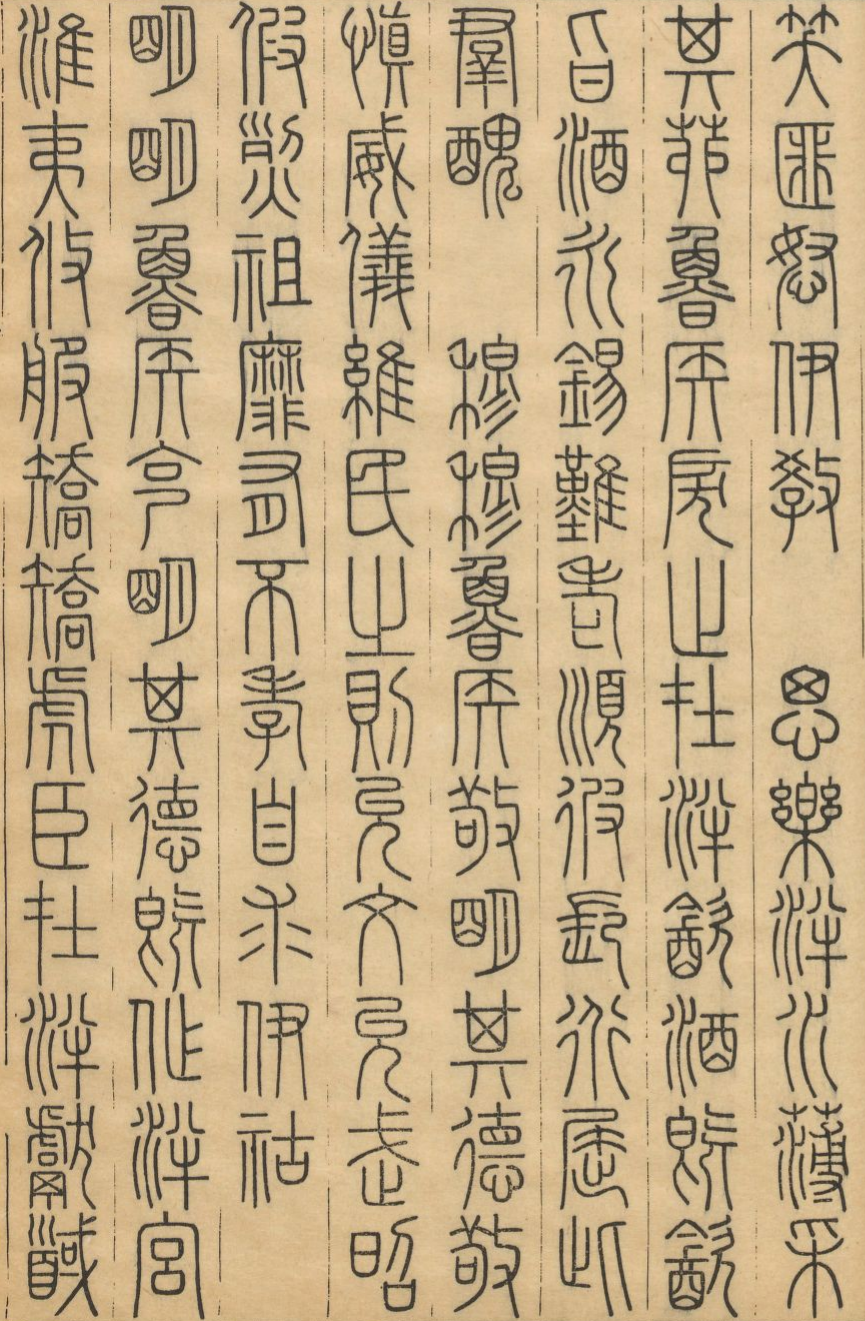 笑匪怒伊教　思樂泮水薄采
其茆魯侯戾止在泮飲酒既飲
旨酒永錫難老順彼長道屈此
羣醜　穆穆魯侯敬明其德敬
慎威儀維民之則允文允武昭
假烈祖靡有不孝自求伊祜
明明魯侯克明其德既作泮宮
淮夷攸服矯矯虎臣在泮獻馘